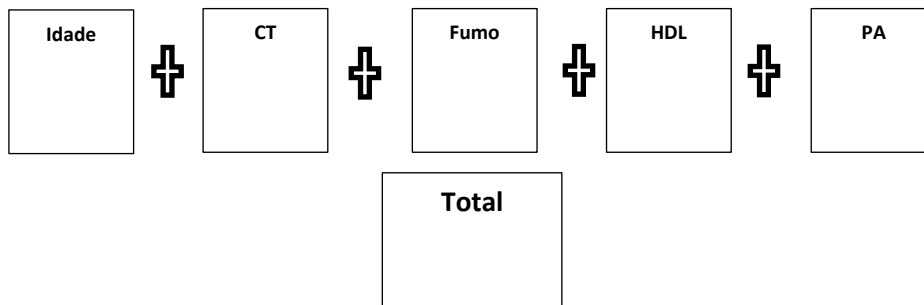 Idade
CT
Fumo
HDL
PA
Total